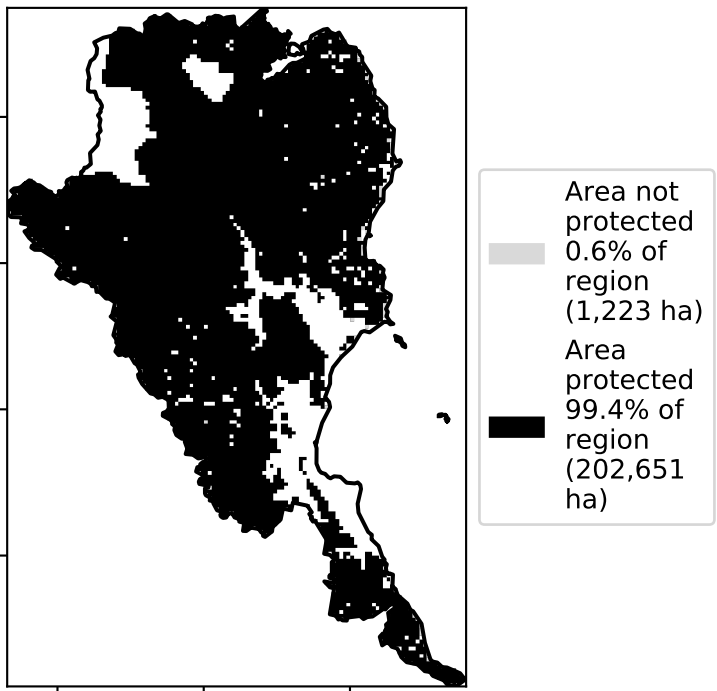 Area not
protected
0.6% of
region
(1,223 ha)
Area
protected
99.4% of
region
(202,651
ha)